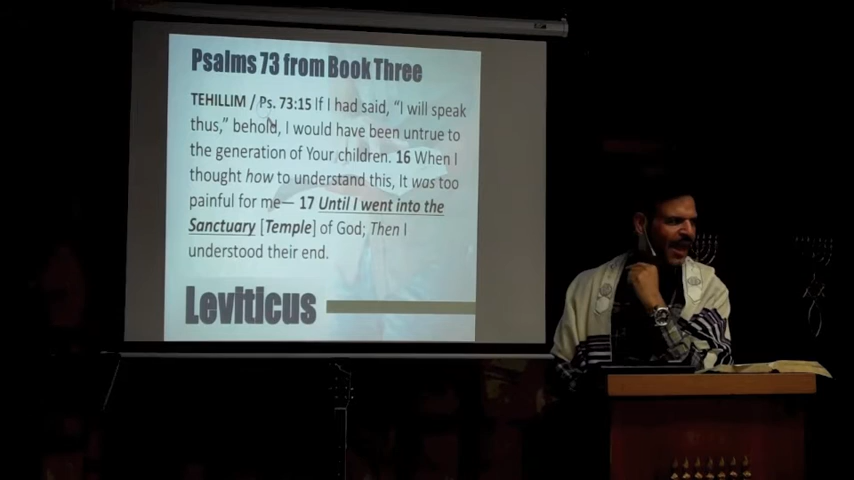 Psalms 73 from Book Three
TEHILLIM / Ps. 73:15 If I had said, “I will speak
thus,” behold, I would have been untrue to
the generation of Your children. 16 When I
thought how to understand this, It was too
painful for me— 17 Until I went into the
Sanctuary [Temple] of God; Then I
understood their end.
Leviticus